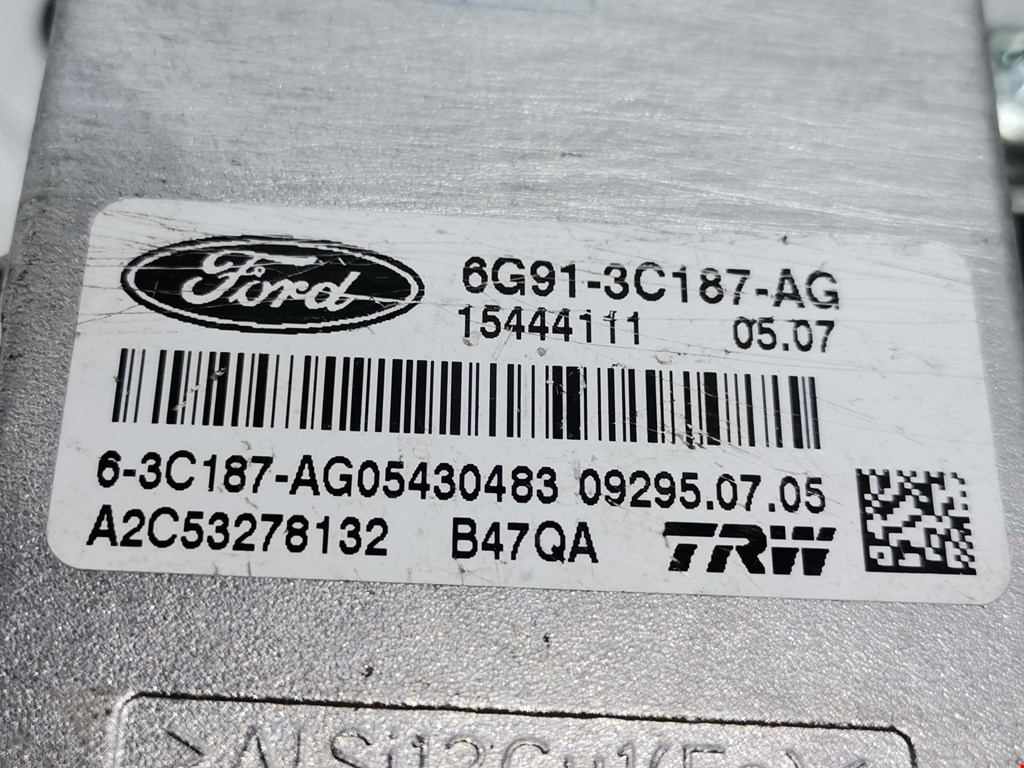 Ford 6G91-3C187-AG
15444111 05.07
6-3C187-AG05430483 09295.07.05
A2C53278132 B47QA TRW